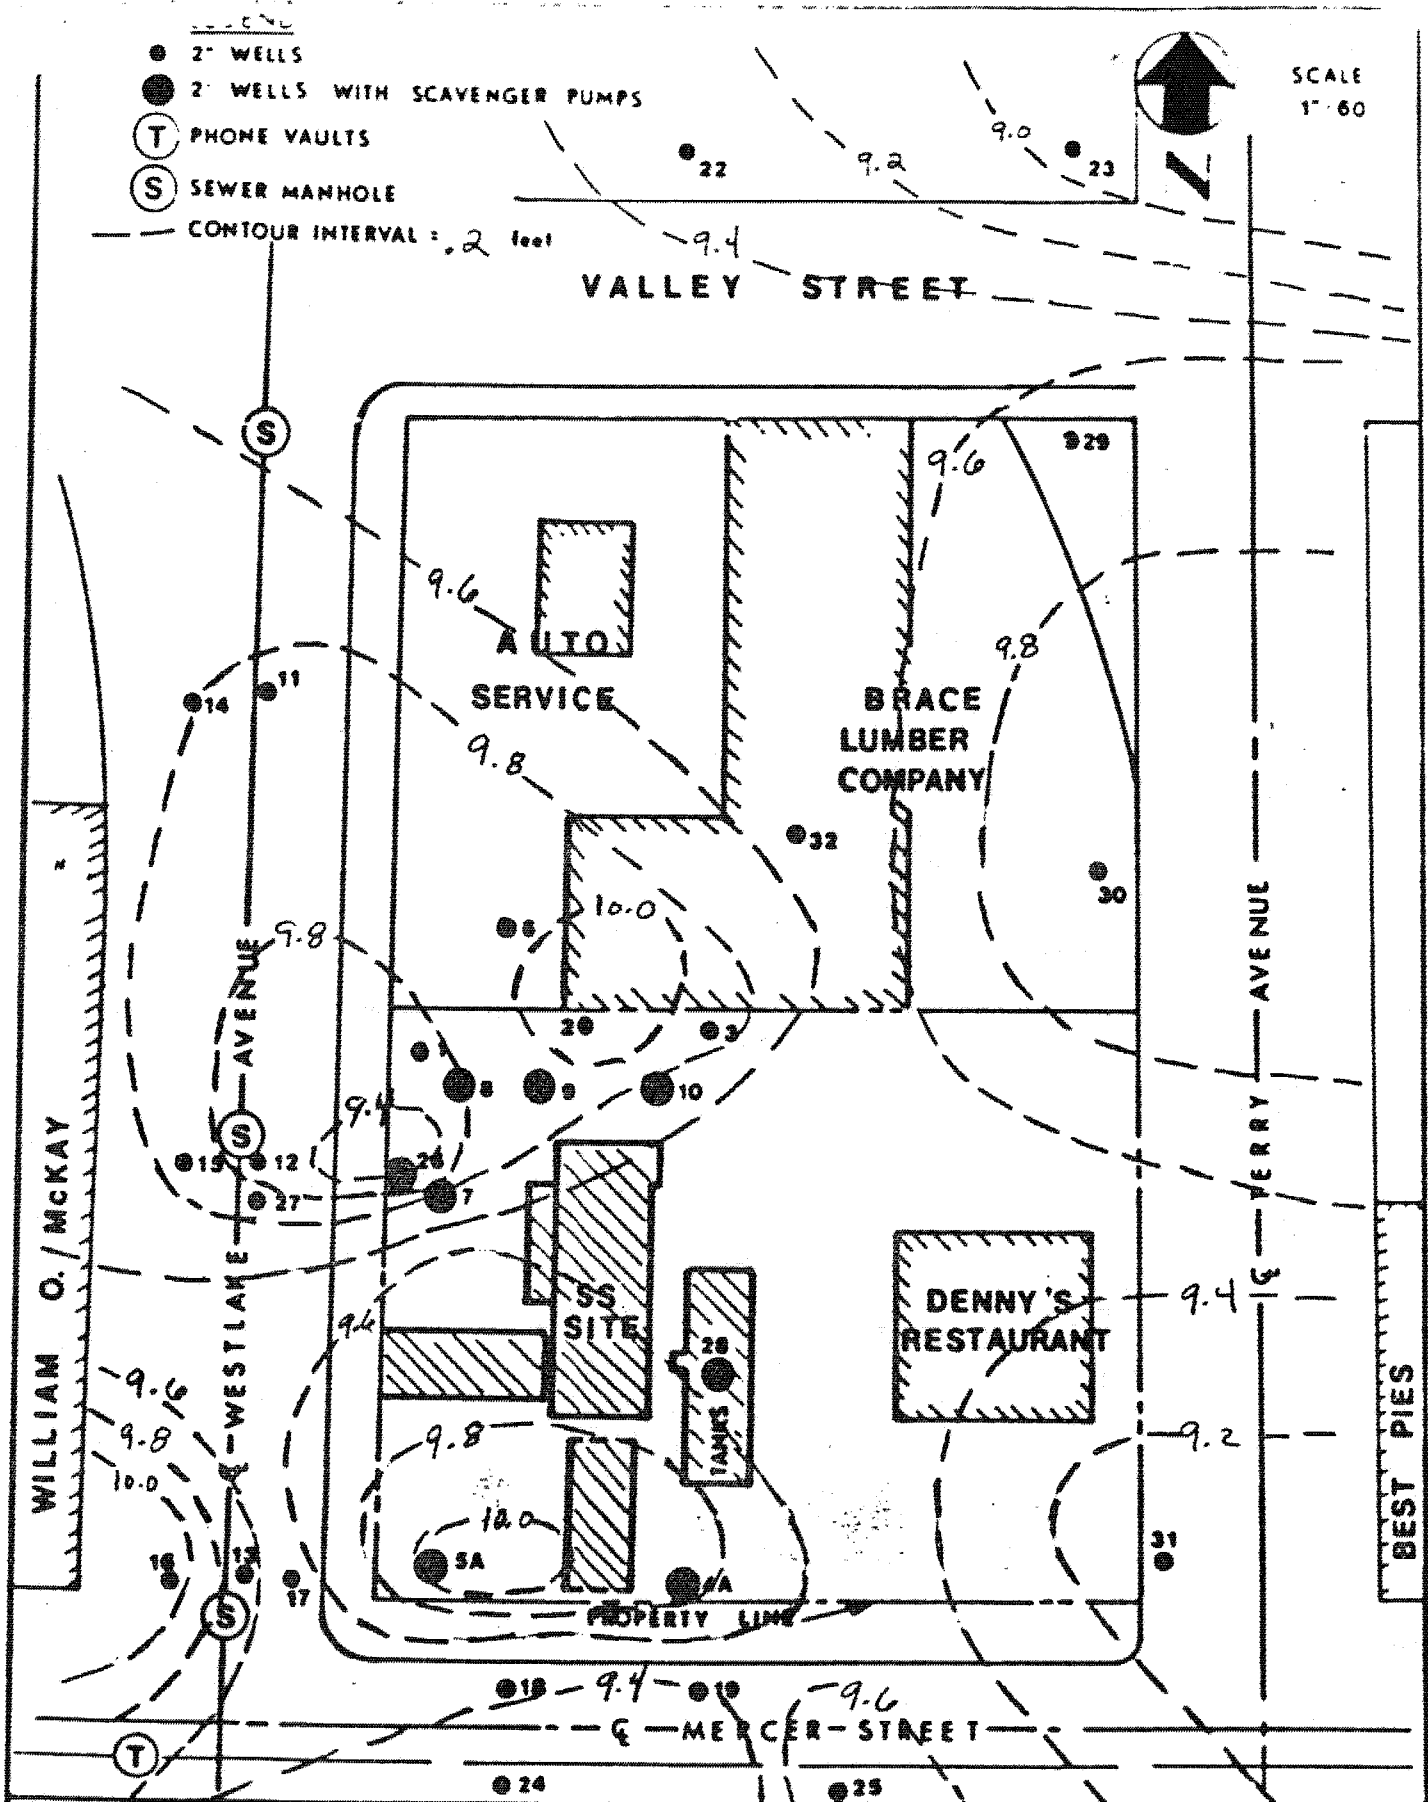 2" WELLS
2" WELLS WITH SCAVENGER PUMPS
T PHONE VAULTS
S SEWER MANHOLE
CONTOUR INTERVAL = .2 feet
SCALE
1" 60
22
23
9.0
9.2
9.4
VALLEY STREET
S
29
9.6
9.6
AUTO
SERVICE
9.8
11
14
BRACE
LUMBER
COMPANY
9.8
32
30
10.0
6
9.8
AVENUE
2
3
1
8
9
10
9.4
S
12
26
7
27
WILLIAM O. / McKAY
WESTLAKE
TERRY AVENUE
SS
SITE
28
TANKS
DENNY'S
RESTAURANT
9.4
9.6
9.8
10.0
9.8
9.2
BEST PIES
5A
31
16
17
S
PROPERTY LINE
18
9.4
19
9.6
MERCER STREET
T
24
25